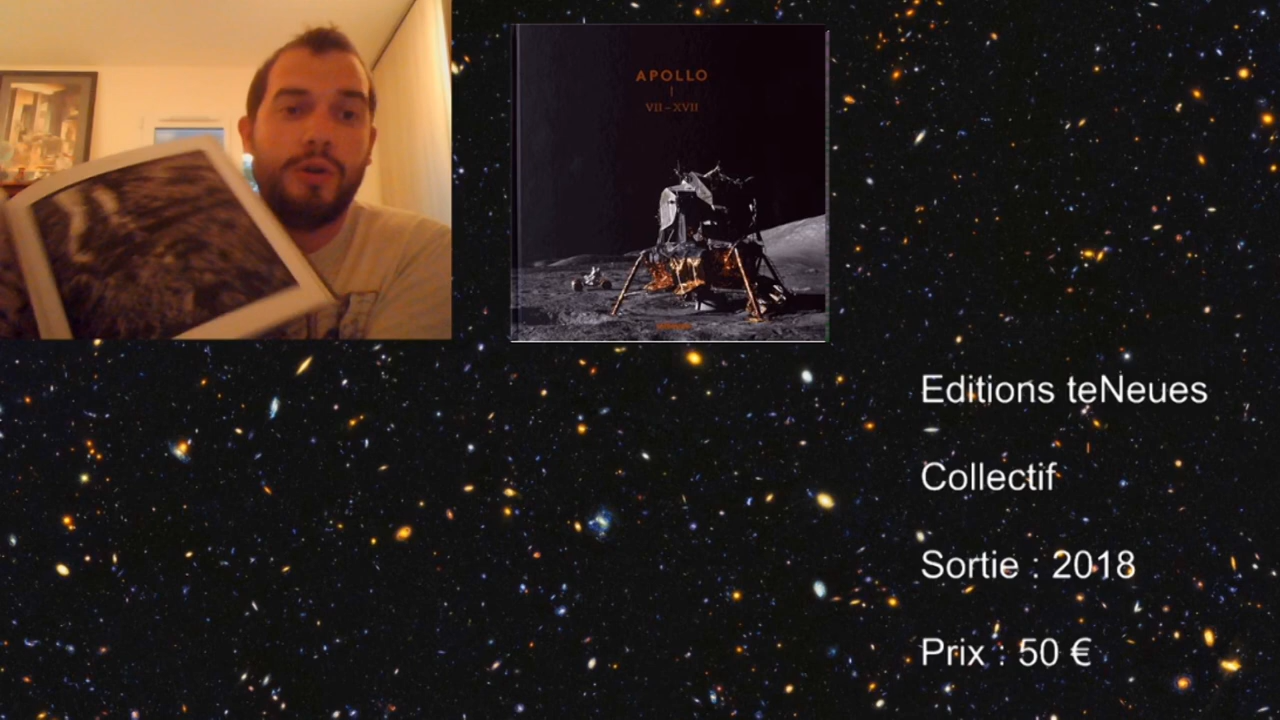 APOLLO
VII - XVII
Editions teNeues
Collectif
Sortie : 2018
Prix : 50 €